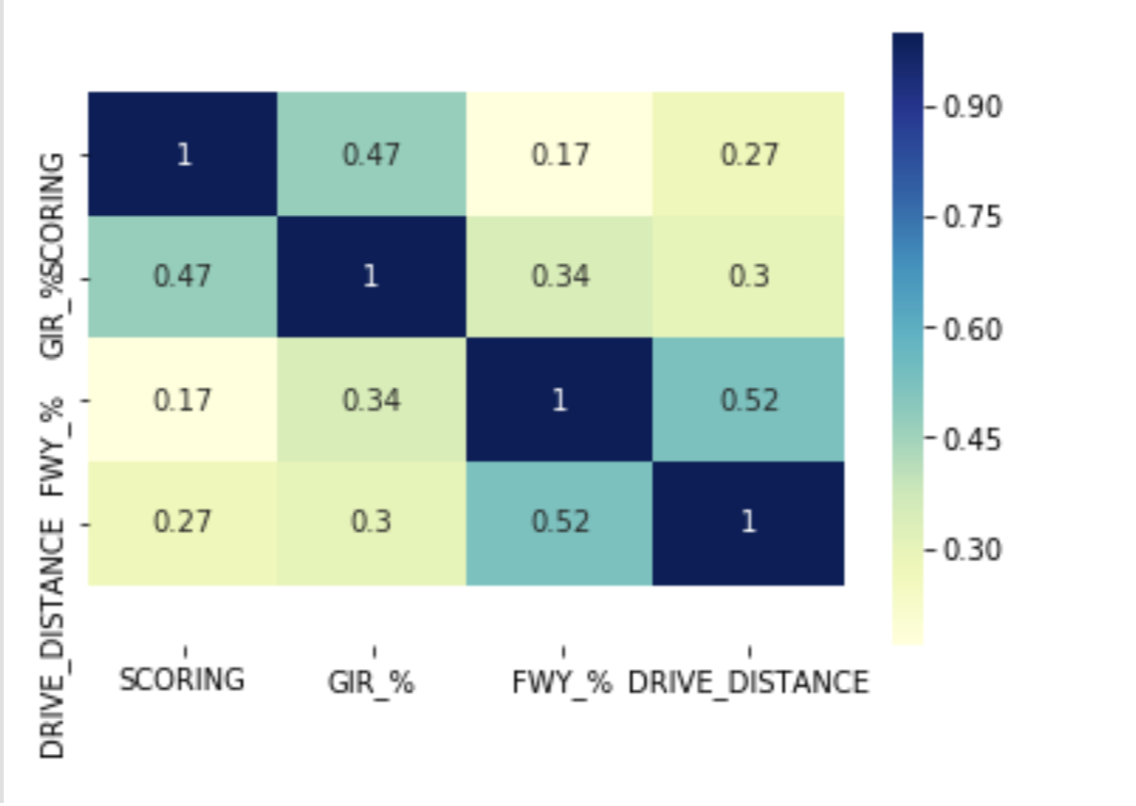 0.90
0.75
0.60
0.45
0.30
SCORING
1 0.47 0.17 0.27
GIR_%
0.47 1 0.34 0.3
FWY_%
0.17 0.34 1 0.52
DRIVE_DISTANCE
0.27 0.3 0.52 1
SCORING GIR_% FWY_% DRIVE_DISTANCE